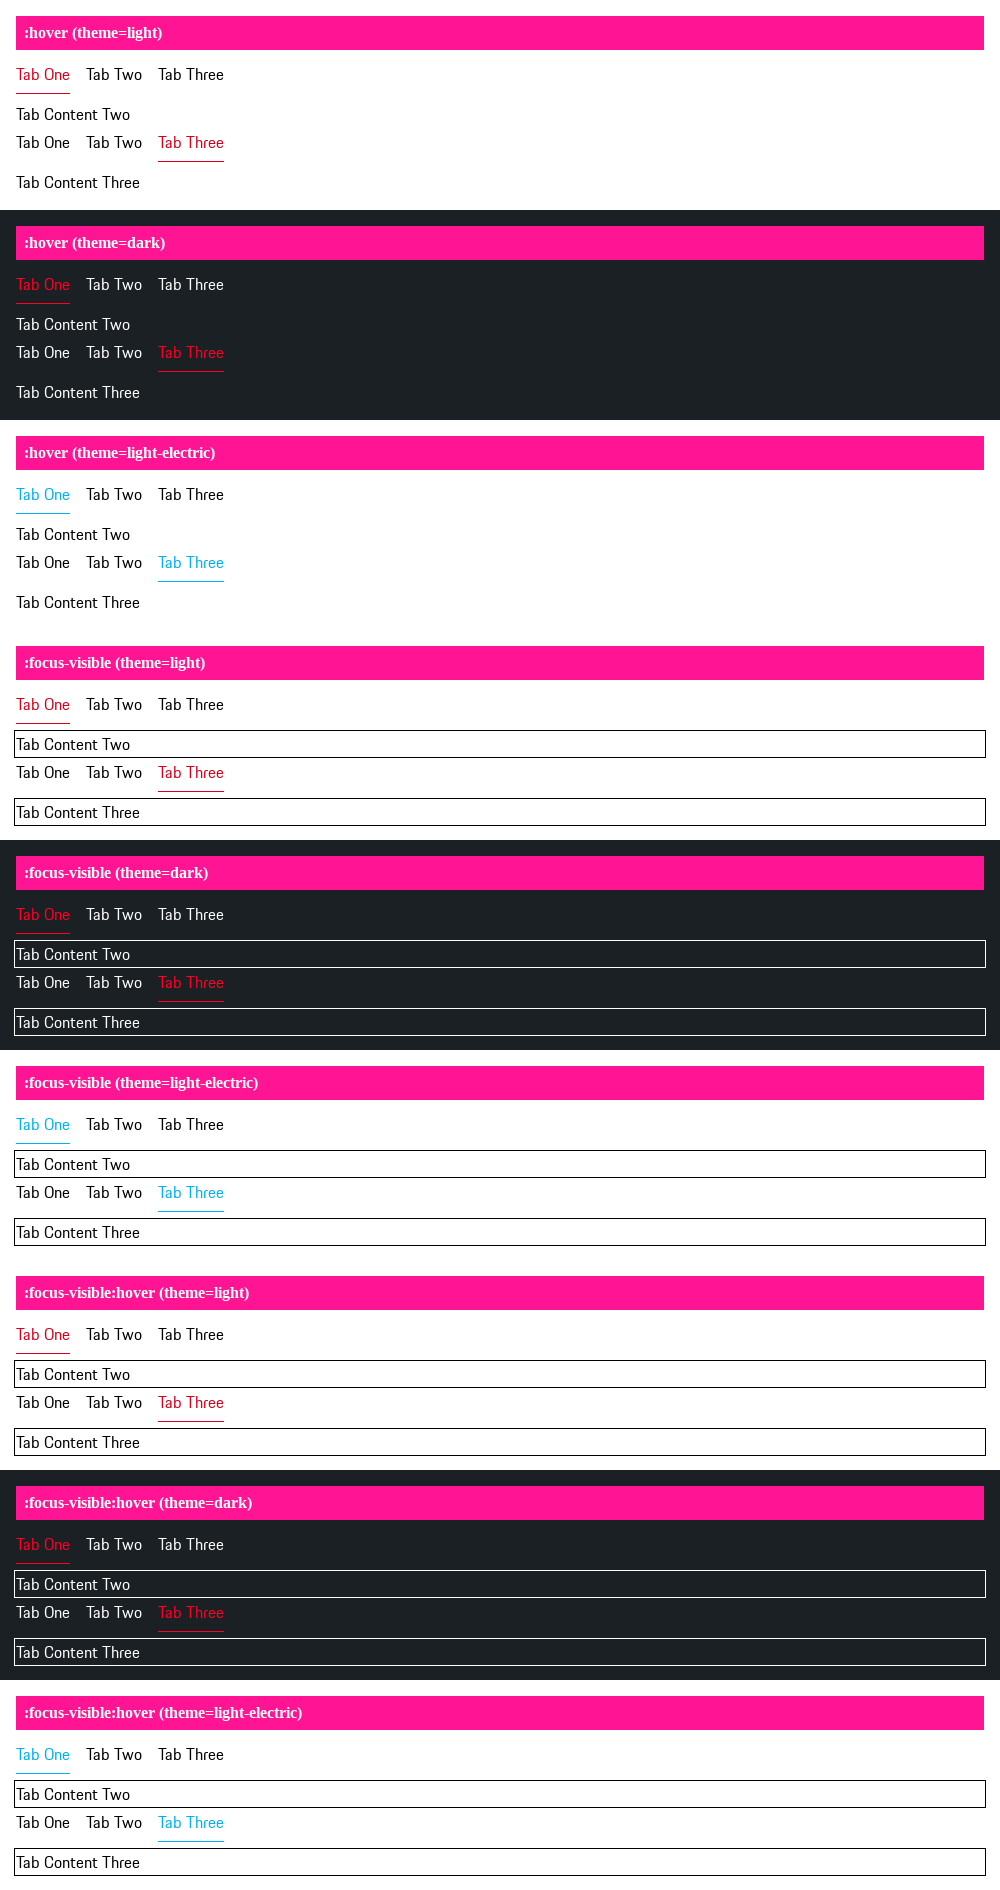 :hover (theme=light)
Tab One Tab Two Tab Three
Tab Content Two
Tab One Tab Two Tab Three
Tab Content Three
:hover (theme=dark)
Tab One Tab Two Tab Three
Tab Content Two
Tab One Tab Two Tab Three
Tab Content Three
:hover (theme=light-electric)
Tab One Tab Two Tab Three
Tab Content Two
Tab One Tab Two Tab Three
Tab Content Three
:focus-visible (theme=light)
Tab One Tab Two Tab Three
Tab Content Two
Tab One Tab Two Tab Three
Tab Content Three
:focus-visible (theme=dark)
Tab One Tab Two Tab Three
Tab Content Two
Tab One Tab Two Tab Three
Tab Content Three
:focus-visible (theme=light-electric)
Tab One Tab Two Tab Three
Tab Content Two
Tab One Tab Two Tab Three
Tab Content Three
:focus-visible:hover (theme=light)
Tab One Tab Two Tab Three
Tab Content Two
Tab One Tab Two Tab Three
Tab Content Three
:focus-visible:hover (theme=dark)
Tab One Tab Two Tab Three
Tab Content Two
Tab One Tab Two Tab Three
Tab Content Three
:focus-visible:hover (theme=light-electric)
Tab One Tab Two Tab Three
Tab Content Two
Tab One Tab Two Tab Three
Tab Content Three